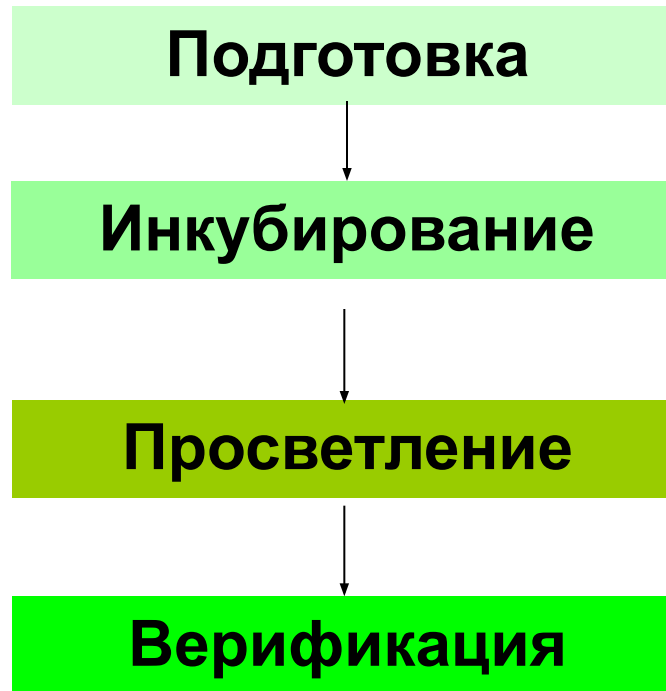 Подготовка
Инкубирование
Просветление
Верификация